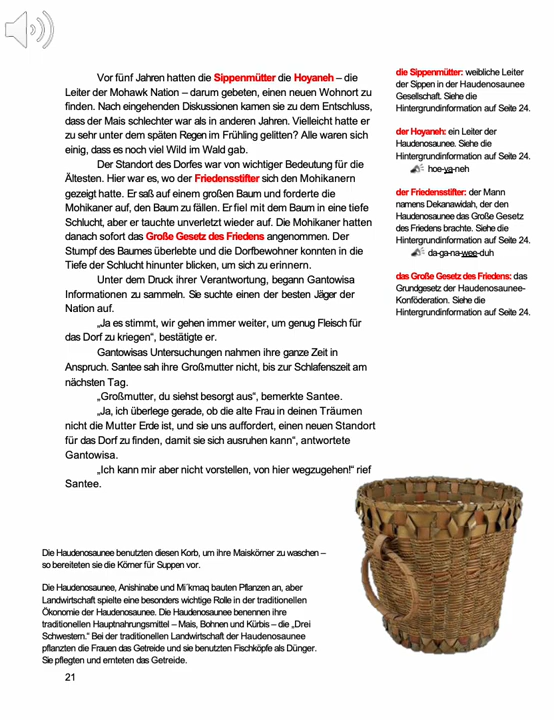 Vor fünf Jahren hatten die Sippenmütter die Hoyaneh – die
Leiter der Mohawk Nation – darum gebeten, einen neuen Wohnort zu
finden. Nach eingehenden Diskussionen kamen sie zu dem Entschluss,
dass der Mais schlechter war als in anderen Jahren. Vielleicht hatte er
zu sehr unter dem späten Regen im Frühling gelitten? Alle waren sich
einig, dass es noch viel Wild im Wald gab.
Der Standort des Dorfes war von wichtiger Bedeutung für die
Ältesten. Hier war es, wo der Friedensstifter sich den Mohikanern
gezeigt hatte. Er saß auf einem großen Baum und forderte die
Mohikaner auf, den Baum zu fällen. Er fiel mit dem Baum in eine tiefe
Schlucht, aber er tauchte unverletzt wieder auf. Die Mohikaner hatten
danach sofort das Große Gesetz des Friedens angenommen. Der
Stumpf des Baumes überlebte und die Dorfbewohner konnten in die
Tiefe der Schlucht hinunter blicken, um sich zu erinnern.
Unter dem Druck ihrer Verantwortung, begann Gantowisa
Informationen zu sammeln. Sie suchte einen der besten Jäger der
Nation auf.
„Ja es stimmt, wir gehen immer weiter, um genug Fleisch für
das Dorf zu kriegen“, bestätigte er.
Gantowisas Untersuchungen nahmen ihre ganze Zeit in
Anspruch. Santee sah ihre Großmutter nicht, bis zur Schlafenszeit am
nächsten Tag.
„Großmutter, du siehst besorgt aus“, bemerkte Santee.
„Ja, ich überlege gerade, ob die alte Frau in deinen Träumen
nicht die Mutter Erde ist, und sie uns auffordert, einen neuen Standort
für das Dorf zu finden, damit sie sich ausruhen kann“, antwortete
Gantowisa.
„Ich kann mir aber nicht vorstellen, von hier wegzugehen!“ rief
Santee.
die Sippenmütter: weibliche Leiter
der Sippen in der Haudenosaunee
Gesellschaft. Siehe die
Hintergrundinformation auf Seite 24.
der Hoyaneh: ein Leiter der
Haudenosaunee. Siehe die
Hintergrundinformation auf Seite 24.
hoe-ya-neh
der Friedensstifter: der Mann
namens Dekanawidah, der den
Haudenosaunee das Große Gesetz
des Friedens brachte. Siehe die
Hintergrundinformation auf Seite 24.
da-ga-na-wee-duh
das Große Gesetz des Friedens: das
Grundgesetz der Haudenosaunee-
Konföderation. Siehe die
Hintergrundinformation auf Seite 24.
Die Haudenosaunee benutzten diesen Korb, um ihre Maiskörner zu waschen –
so bereiteten sie die Körner für Suppen vor.
Die Haudenosaunee, Anishinabe und Mi’kmaq bauten Pflanzen an, aber
Landwirtschaft spielte eine besonders wichtige Rolle in der traditionellen
Ökonomie der Haudenosaunee. Die Haudenosaunee benennen ihre
traditionellen Hauptnahrungsmittel – Mais, Bohnen und Kürbis – die „Drei
Schwestern.“ Bei der traditionellen Landwirtschaft der Haudenosaunee
pflanzten die Frauen das Getreide und sie benutzten Fischköpfe als Dünger.
Sie pflegten und ernteten das Getreide.
21